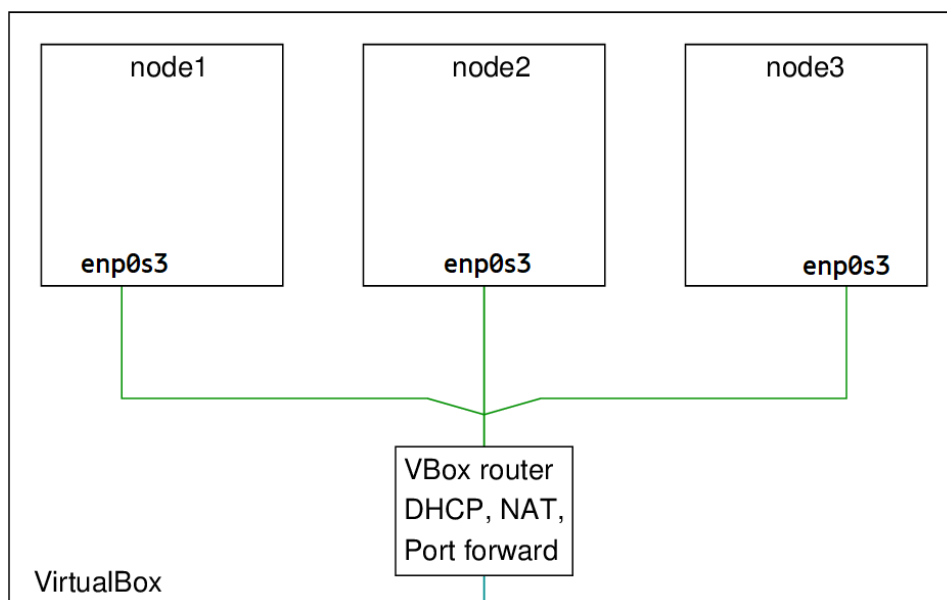 node1
node2
node3
enp0s3
enp0s3
enp0s3
VBox router
DHCP, NAT,
Port forward
VirtualBox